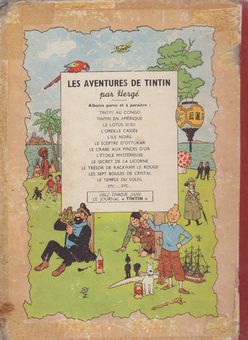 LES AVENTURES DE TINTIN
par Hergé
Albums parus et à paraître :
TINTIN AU CONGO
TINTIN EN AMÉRIQUE
LE LOTUS BLEU
L'OREILLE CASSÉE
L'ILE NOIRE
LE SCEPTRE D'OTTOKAR
LE CRABE AUX PINCES D'OR
L'ÉTOILE MYSTÉRIEUSE
LE SECRET DE LA LICORNE
LE TRÉSOR DE RACKHAM LE ROUGE
LES SEPT BOULES DE CRISTAL
LE TEMPLE DU SOLEIL
ETC... ETC...
LISEZ CHAQUE JEUDI
LE JOURNAL « TINTIN »